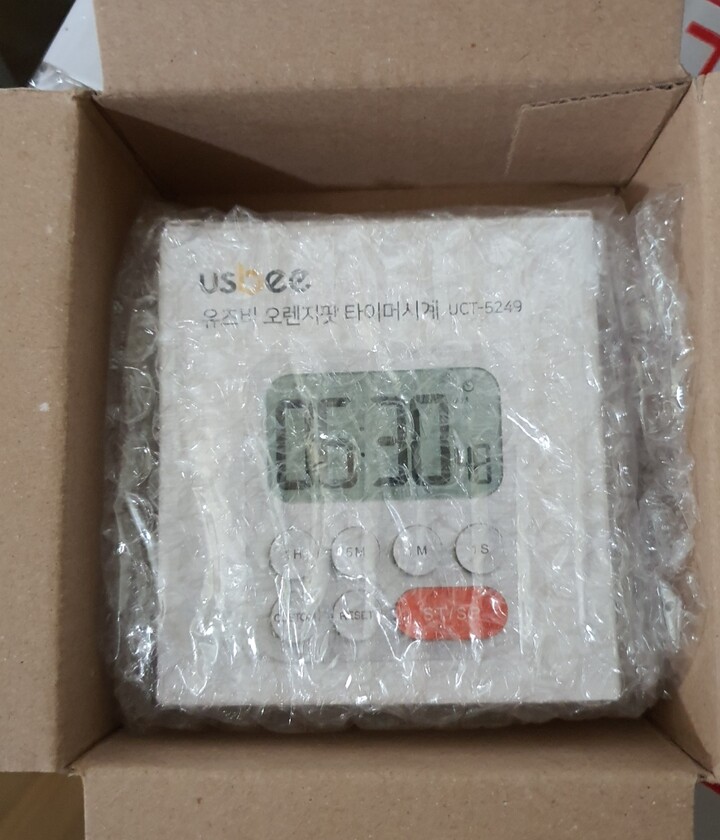 usbee
유즈비 오렌지팟 타이머시계 UCT-5249
05:30
H 5M M S
RESET ST/SP